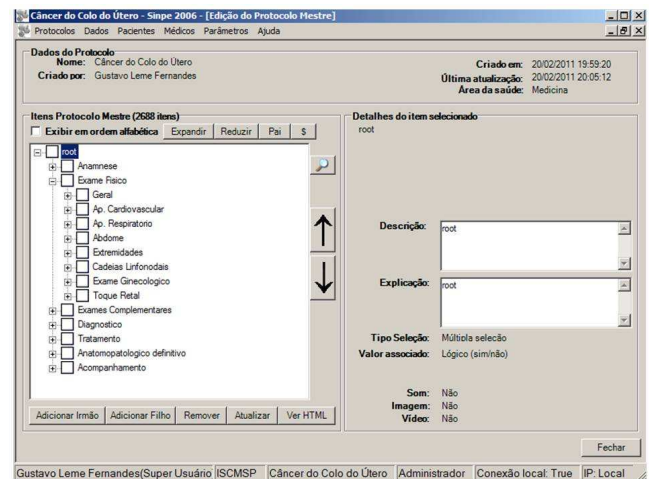 Câncer do Colo do Útero - Sinpe 2006 - [Edição do Protocolo Mestre]
Protocolos Dados Pacientes Médicos Parâmetros Ajuda
Dados do Protocolo
Nome: Câncer do Colo do Útero
Criado em: 20/02/2011 19:59:20
Criado por: Gustavo Leme Fernandes
Última atualização: 20/02/2011 20:05:12
Área da saúde: Medicina
Itens Protocolo Mestre (2688 itens)
Exibir em ordem alfabética Expandir Reduzir Pai $
root
Anamnese
Exame Fisico
Geral
Ap. Cardiovascular
Ap. Respiratorio
Abdome
Extremidades
Cadeias Linfonodais
Exame Ginecologico
Toque Retal
Exames Complementares
Diagnostico
Tratamento
Anatomopatologico definitivo
Acompanhamento
Adicionar Irmão Adicionar Filho Remover Atualizar Ver HTML
Detalhes do item selecionado
root
Descrição: root
Explicação: root
Tipo Seleção: Múltipla selecão
Valor associado: Lógico (sim/não)
Som: Não
Imagem: Não
Vídeo: Não
Fechar
Gustavo Leme Fernandes(Super Usuário ISCMSP Câncer do Colo do Útero Administrador Conexão local: True IP: Local